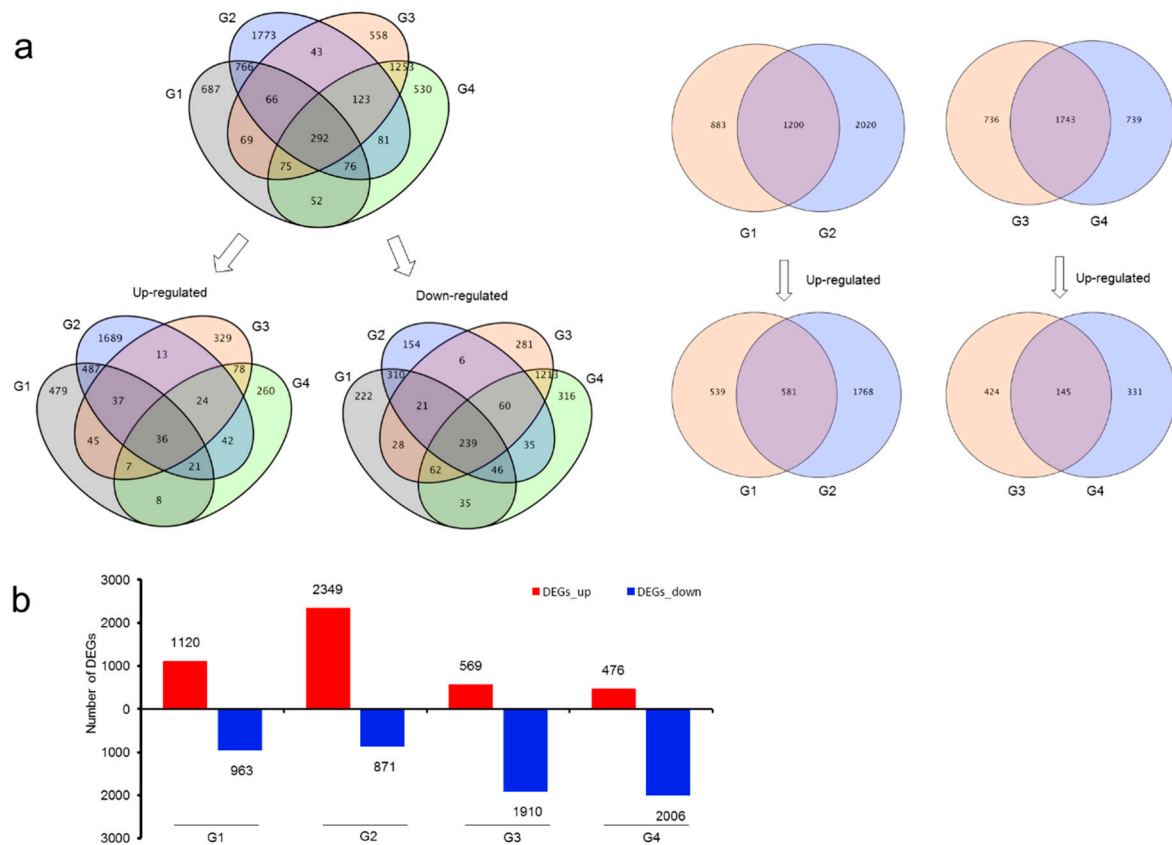 a
G2
G3
1773
43
558
766
1253
G1
687
66
123
530
G4
69
292
81
75
76
52
883
1200
2020
G1
G2
736
1743
739
G3
G4
Up-regulated
Down-regulated
Up-regulated
Up-regulated
G2
1689
13
329
G3
487
78
G1
479
37
24
260
G4
45
36
42
7
21
8
G2
154
6
281
G3
310
1213
G1
222
21
60
316
G4
28
239
35
62
46
35
539
581
1768
G1
G2
424
145
331
G3
G4
b
DEGs_up
DEGs_down
Number of DEGs
3000
2000
1000
0
1000
2000
3000
1120
963
2349
871
569
1910
476
2006
G1
G2
G3
G4